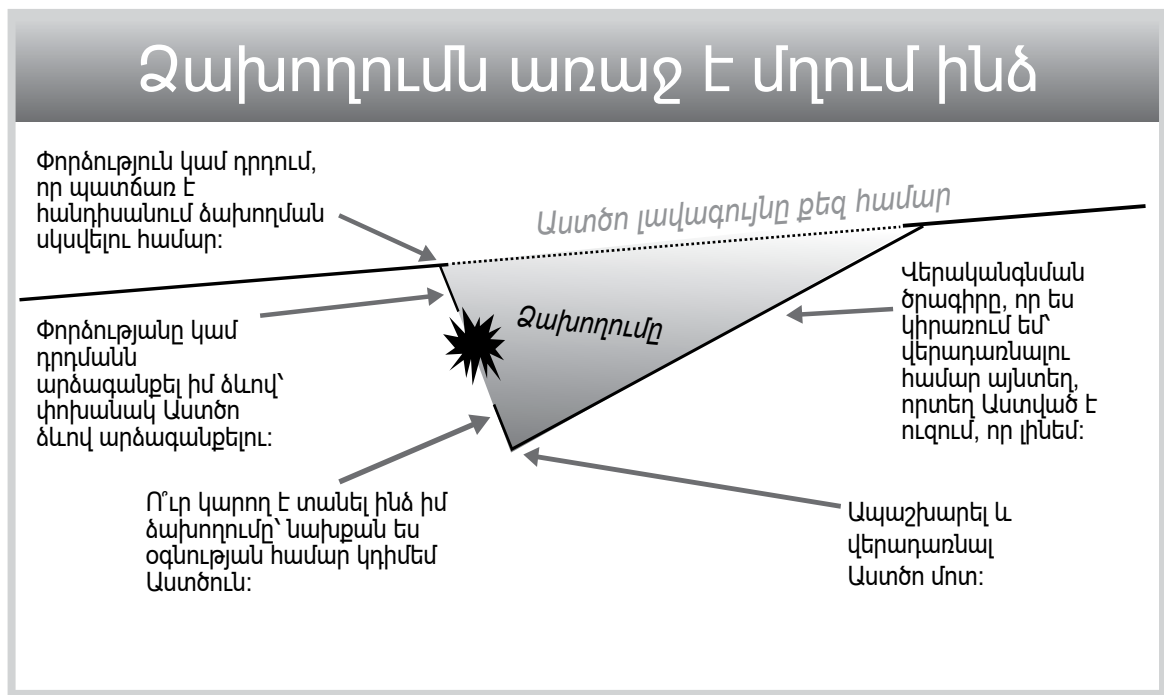 Ձախողումն առաջ է մղում ինձ
Փորձություն կամ դրդում,
որ պատճառ է
հանդիսանում ձախողման
սկսվելու համար:
Աստծո լավագույնը քեզ համար
Ձախողումը
Փորձությանը կամ
դրդմանն
արձագանքել իմ ձևով՝
փոխանակ Աստծո
ձևով արձագանքելու:
Վերականգնման
ծրագիրը, որ ես
կիրառում եմ՝
վերադառնալու
համար այնտեղ,
որտեղ Աստված է
ուզում, որ լինեմ:
Ո՞ւր կարող է տանել ինձ իմ
ձախողումը՝ նախքան ես
օգնության համար կդիմեմ
Աստծուն:
Ապաշխարել և
վերադառնալ
Աստծո մոտ: